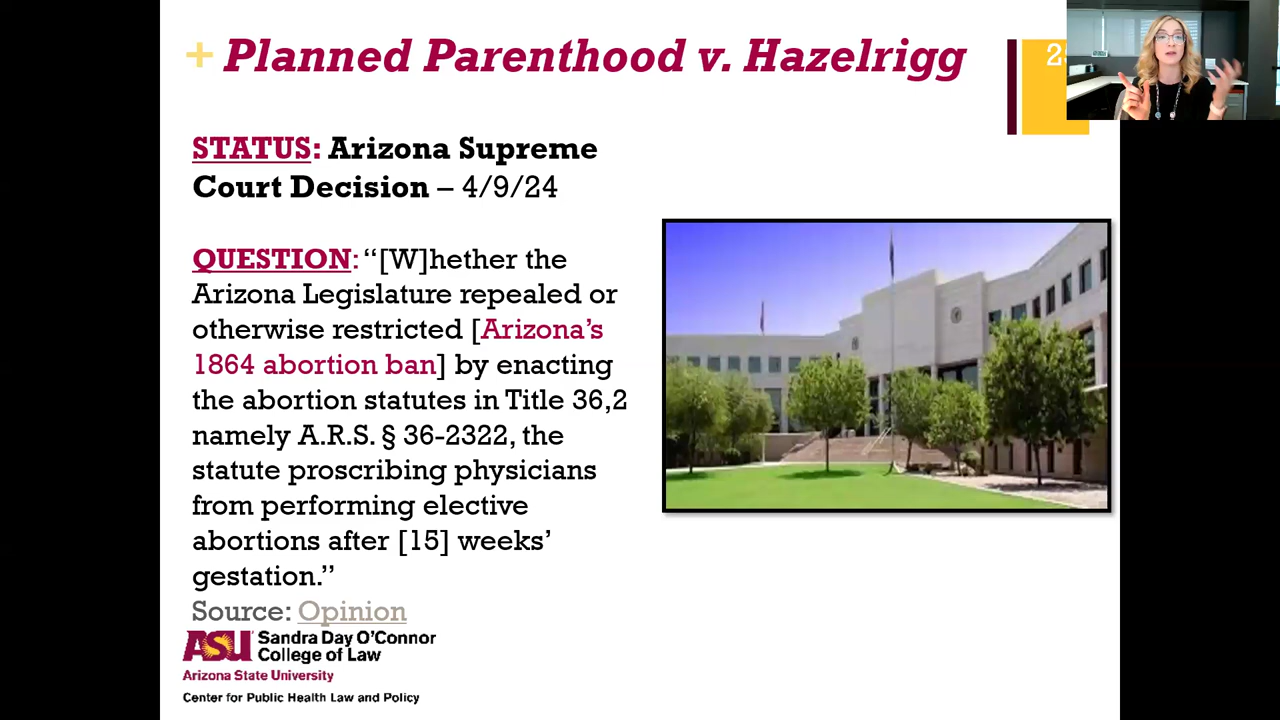 + Planned Parenthood v. Hazelrigg
STATUS: Arizona Supreme
Court Decision – 4/9/24
QUESTION: “[W]hether the
Arizona Legislature repealed or
otherwise restricted [Arizona’s
1864 abortion ban] by enacting
the abortion statutes in Title 36,2
namely A.R.S. § 36-2322, the
statute proscribing physicians
from performing elective
abortions after [15] weeks’
gestation.”
Source: Opinion
ASU Sandra Day O’Connor
College of Law
Arizona State University
Center for Public Health Law and Policy